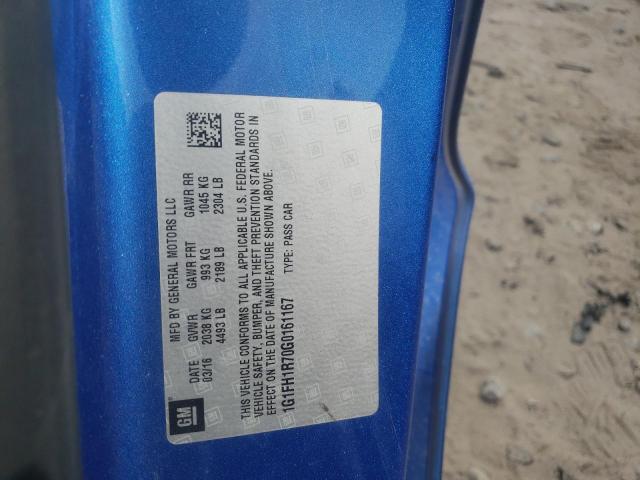 MFD BY GENERAL MOTORS LLC
DATE GVWR GAWR FRT GAWR RR
03/16 2038 KG 993 KG 1045 KG
4493 LB 2189 LB 2304 LB
THIS VEHICLE CONFORMS TO ALL APPLICABLE U.S. FEDERAL MOTOR
VEHICLE SAFETY, BUMPER, AND THEFT PREVENTION STANDARDS IN
EFFECT ON THE DATE OF MANUFACTURE SHOWN ABOVE.
1G1FH1R70G0161167 TYPE: PASS CAR
GM